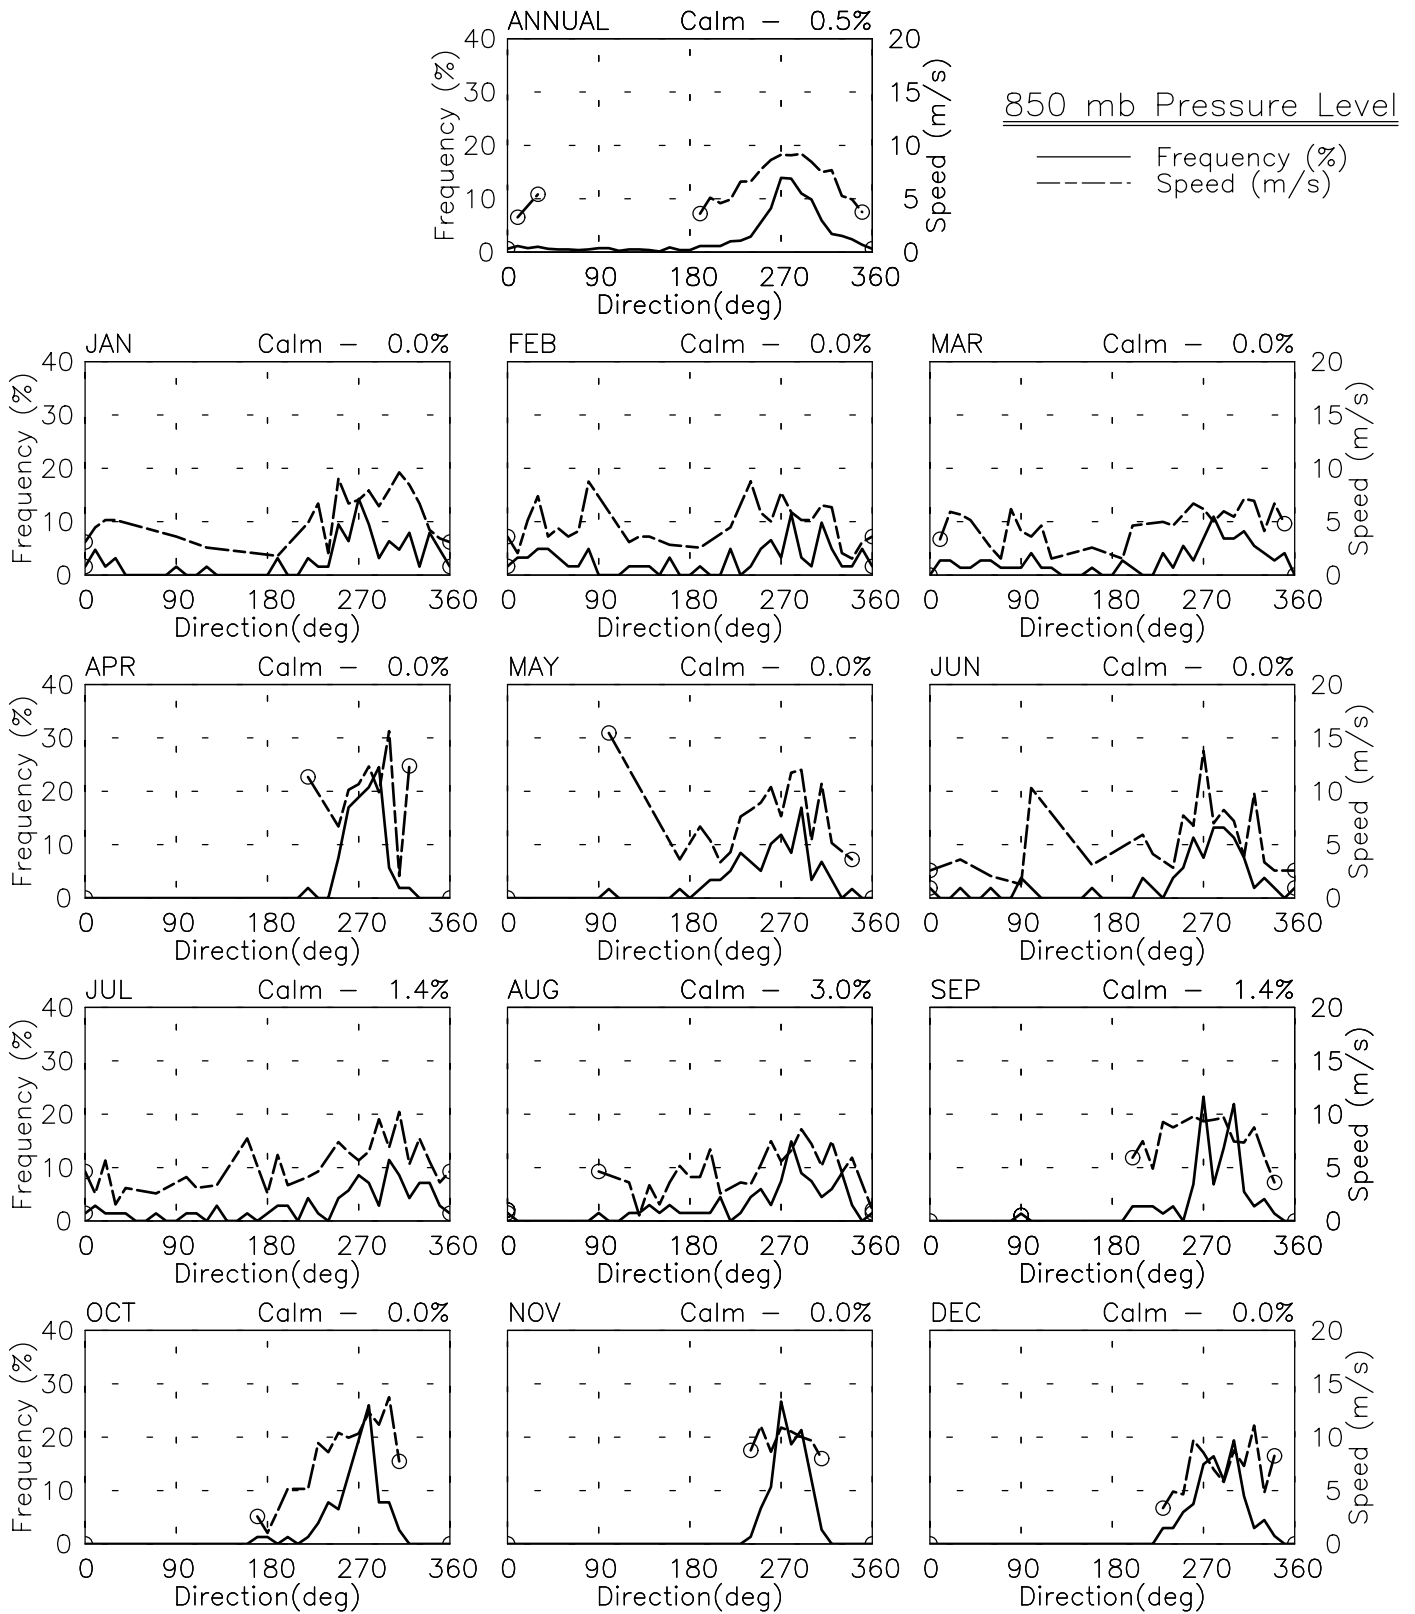 ANNUAL Calm - 0.5%
40 20
30 15
20 10
10 5
0 0
Frequency (%)
Speed (m/s)
0 90 180 270 360
Direction(deg)
850 mb Pressure Level
Frequency (%)
Speed (m/s)
JAN Calm - 0.0% FEB Calm - 0.0% MAR Calm - 0.0%
40 20
30 15
20 10
10 5
0 0
Frequency (%)
Speed (m/s)
0 90 180 270 360 0 90 180 270 360 0 90 180 270 360
Direction(deg) Direction(deg) Direction(deg)
APR Calm - 0.0% MAY Calm - 0.0% JUN Calm - 0.0%
40 20
30 15
20 10
10 5
0 0
Frequency (%)
Speed (m/s)
0 90 180 270 360 0 90 180 270 360 0 90 180 270 360
Direction(deg) Direction(deg) Direction(deg)
JUL Calm - 1.4% AUG Calm - 3.0% SEP Calm - 1.4%
40 20
30 15
20 10
10 5
0 0
Frequency (%)
Speed (m/s)
0 90 180 270 360 0 90 180 270 360 0 90 180 270 360
Direction(deg) Direction(deg) Direction(deg)
OCT Calm - 0.0% NOV Calm - 0.0% DEC Calm - 0.0%
40 20
30 15
20 10
10 5
0 0
Frequency (%)
Speed (m/s)
0 90 180 270 360 0 90 180 270 360 0 90 180 270 360
Direction(deg) Direction(deg) Direction(deg)